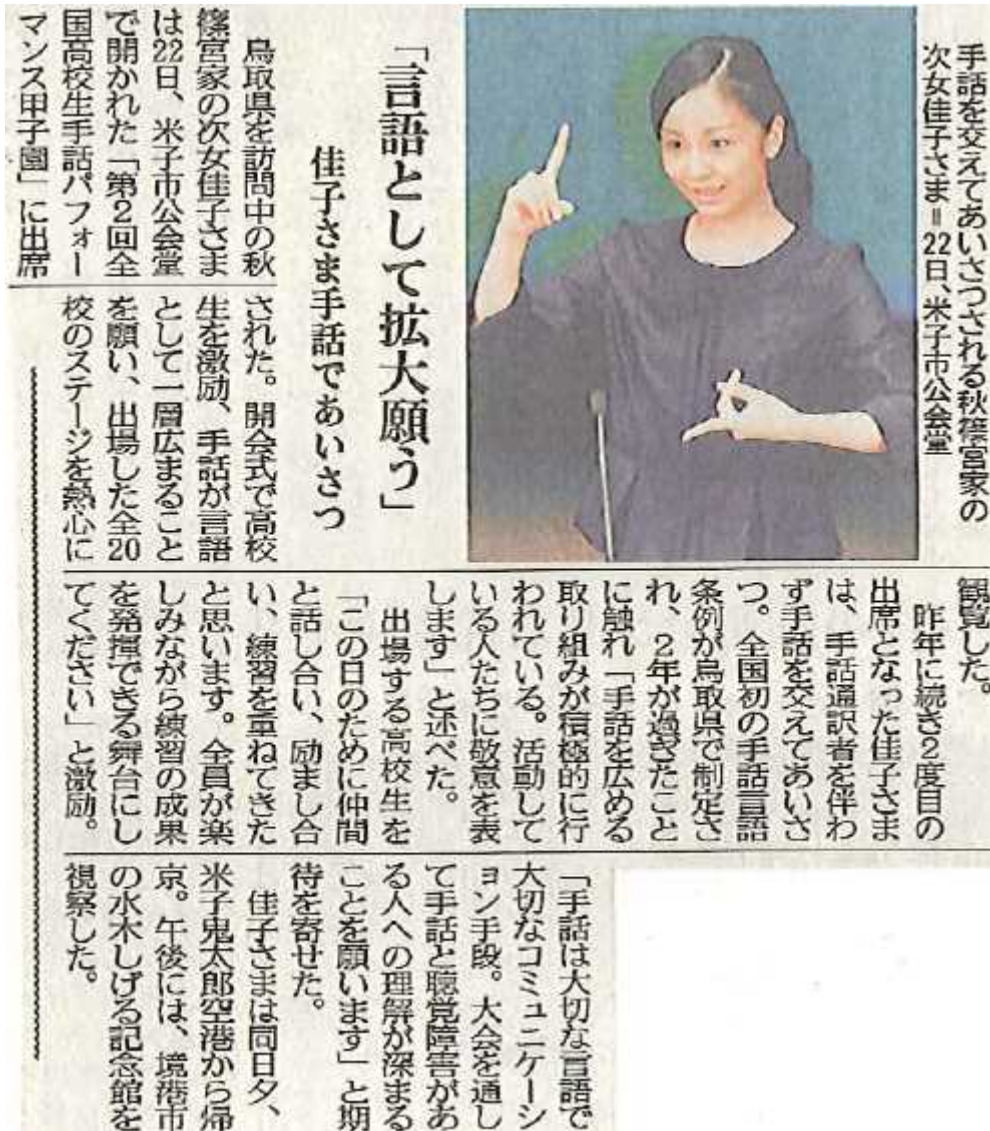 手話を交えてあいさつされる秋篠宮家の
次女佳子さま＝22日、米子市公会堂
「言語として拡大願う」
佳子さま手話であいさつ
鳥取県を訪問中の秋
篠宮家の次女佳子さま
は22日、米子市公会堂
で開かれた「第2回全
国高校生手話パフォー
マンス甲子園」に出席
された。開会式で高校
生を激励、手話が言語
として一層広まること
を願い、出場した全20
校のステージを熱心に
観覧した。
昨年に続き2度目の
出席となった佳子さま
は、手話通訳者を伴わ
ず手話を交えてあいさ
つ。全国初の手話言語
条例が鳥取県で制定さ
れ、2年が過ぎたこと
に触れ「手話を広める
取り組みが積極的に行
われている。活動して
いる人たちに敬意を表
します」と述べた。
出場する高校生を
「この日のために仲間
と話し合い、励まし合
い、練習を重ねてきた
と思います。全員が楽
しみながら練習の成果
を発揮できる舞台にし
てください」と激励。
「手話は大切な言語で
大切なコミュニケーシ
ョン手段。大会を通し
て手話と聴覚障害があ
る人への理解が深まる
ことを願います」と期
待を寄せた。
佳子さまは同日夕、
米子鬼太郎空港から帰
京。午後には、境港市
の水木しげる記念館を
視察した。